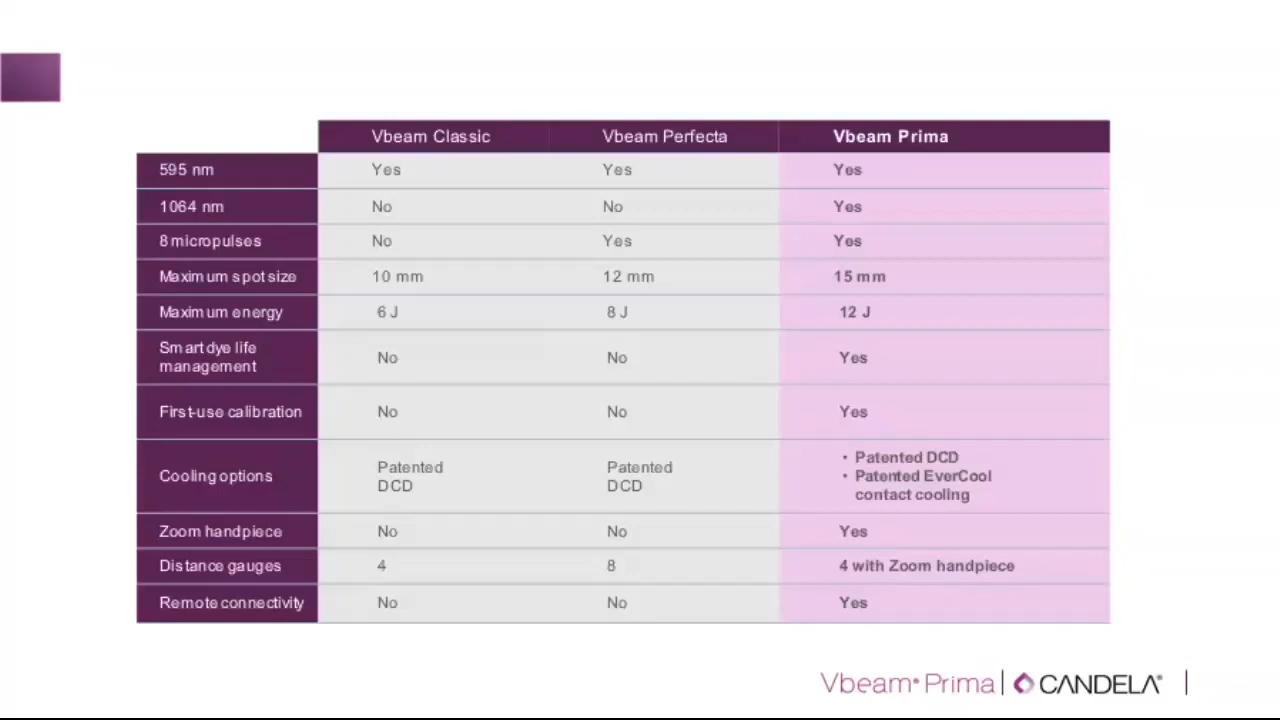 Vbeam Classic Vbeam Perfecta Vbeam Prima
595 nm Yes Yes Yes
1064 nm No No Yes
8 micropulses No Yes Yes
Maximum spot size 10 mm 12 mm 15 mm
Maximum energy 6 J 8 J 12 J
Smart dye life
management No No Yes
First-use calibration No No Yes
Cooling options
Patented
DCD
Patented
DCD
• Patented DCD
• Patented EverCool
contact cooling
Zoom handpiece No No Yes
Distance gauges 4 8 4 with Zoom handpiece
Remote connectivity No No Yes
Vbeam® Prima | CANDELA® |